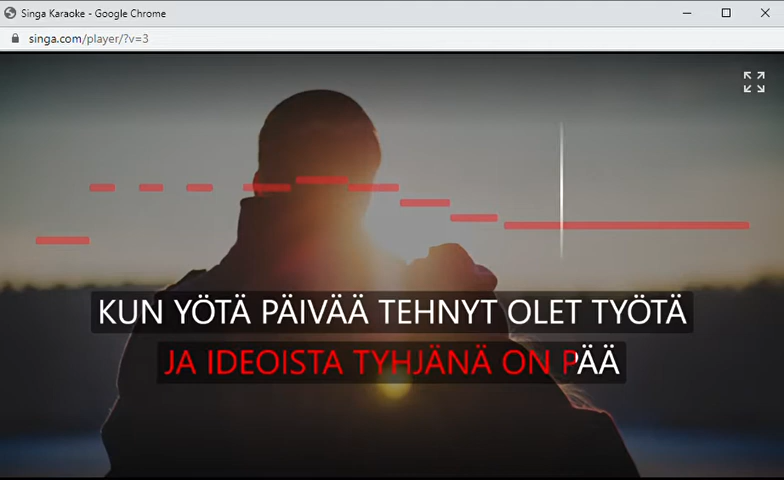 Singa Karaoke - Google Chrome
singa.com/player/?v=3
KUN YÖTÄ PÄIVÄÄ TEHNYT OLET TYÖTÄ
JA IDEOISTA TYHJÄNÄ ON PÄÄ